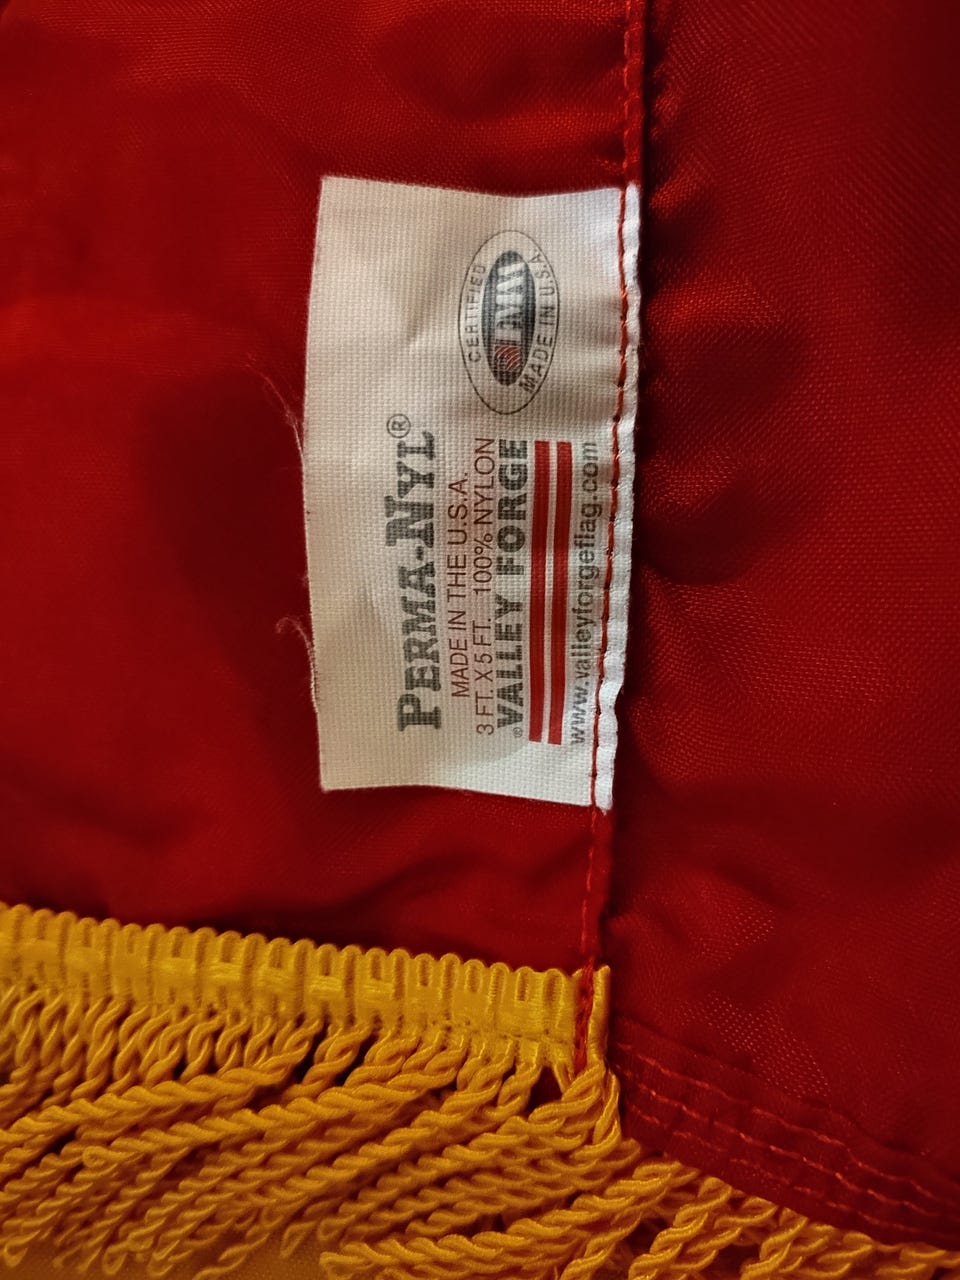 PERMA-NYL®
MADE IN THE U.S.A.
3 FT. X 5 FT. 100% NYLON
®VALLEY FORGE
www.valleyforgeflag.com
CERTIFIED
FMAA
MADE IN U.S.A.